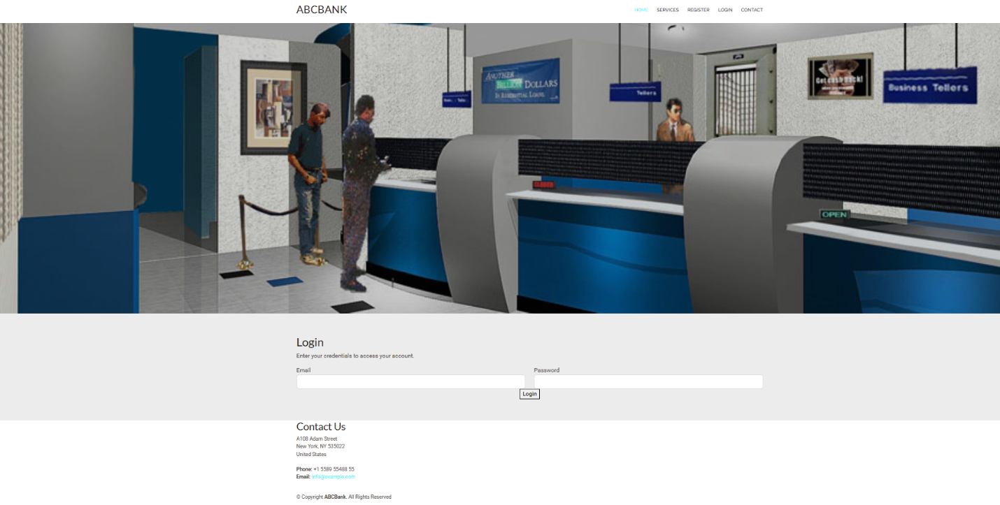 ABCBANK
HOME SERVICES REGISTER LOGIN CONTACT
ANOTHER
BILLION DOLLARS
IN RESIDENTIAL LOANS.
Tellers
Get cash back!
Business Tellers
CLOSED
OPEN
Login
Enter your credentials to access your account.
Email Password
Login
Contact Us
A108 Adam Street
New York, NY 535022
United States
Phone: +1 5589 55488 55
Email: info@example.com
© Copyright ABCBank. All Rights Reserved